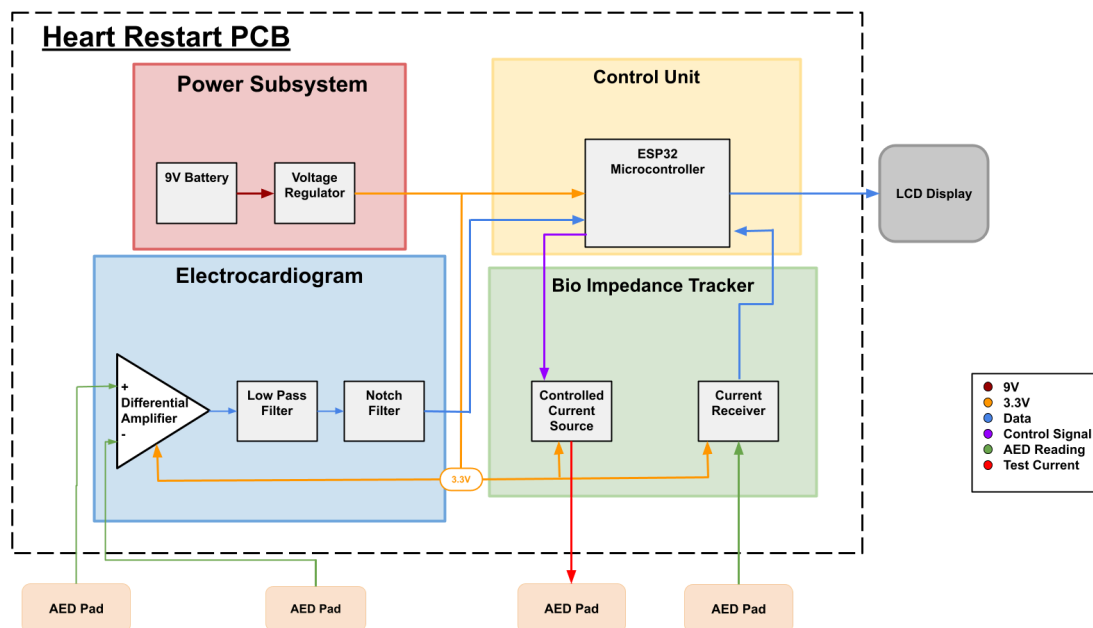 Heart Restart PCB
Power Subsystem
9V Battery
Voltage
Regulator
Control Unit
ESP32
Microcontroller
LCD Display
Electrocardiogram
+
Differential
Amplifier
-
Low Pass
Filter
Notch
Filter
3.3V
Bio Impedance Tracker
Controlled
Current
Source
Current
Receiver
9V
3.3V
Data
Control Signal
AED Reading
Test Current
AED Pad
AED Pad
AED Pad
AED Pad